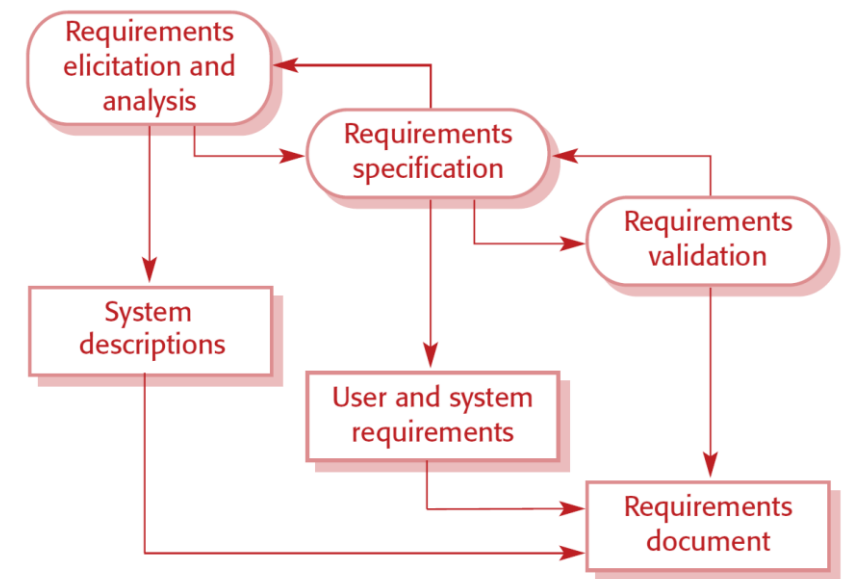 Requirements
elicitation and
analysis
Requirements
specification
Requirements
validation
System
descriptions
User and system
requirements
Requirements
document